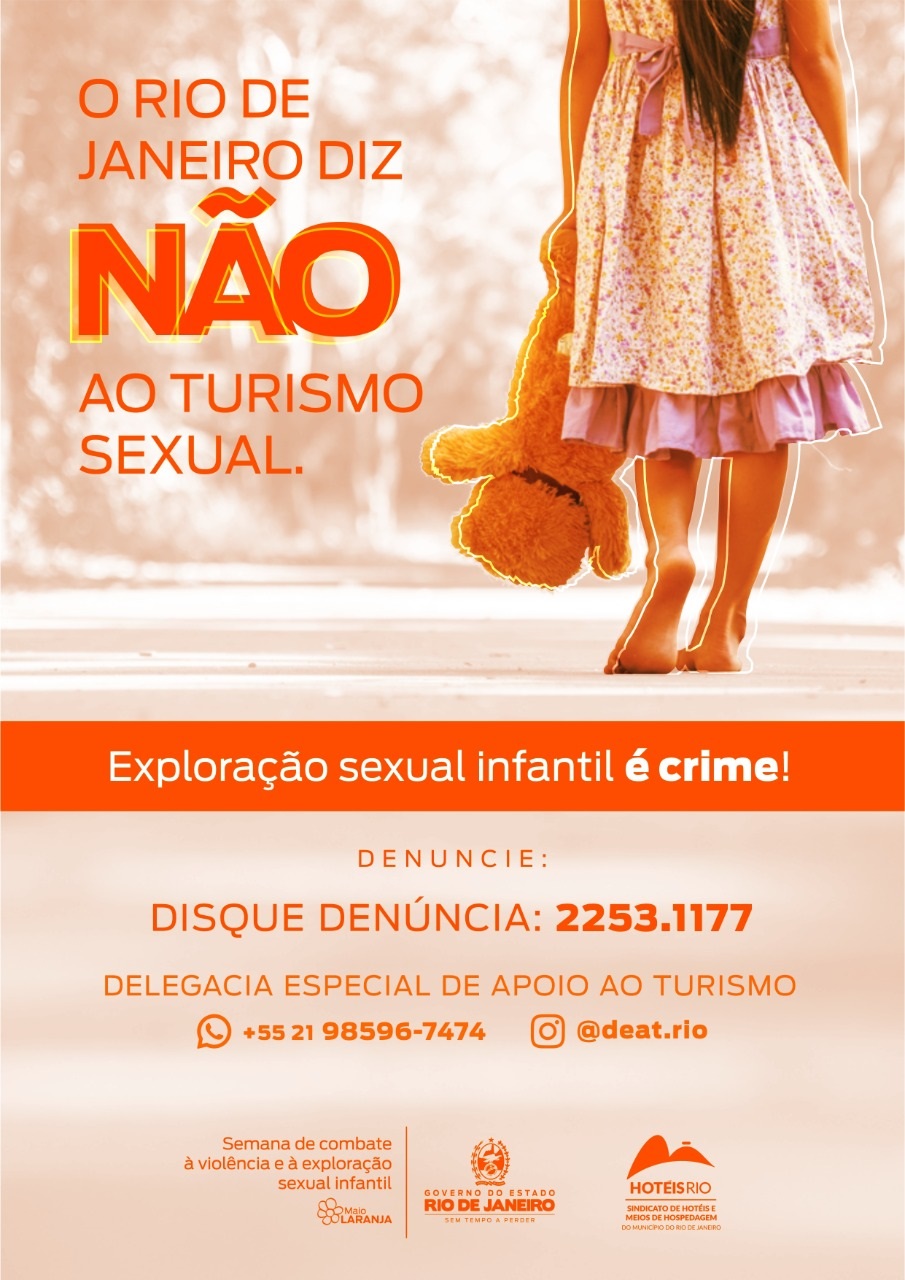 O RIO DE
JANEIRO DIZ
NÃO
AO TURISMO
SEXUAL.
Exploração sexual infantil é crime!
DENUNCIE:
DISQUE DENÚNCIA: 2253.1177
DELEGACIA ESPECIAL DE APOIO AO TURISMO
+55 21 98596-7474
@deat.rio
Semana de combate
à violência e à exploração
sexual infantil
Maio
LARANJA
GOVERNO DO ESTADO
RIO DE JANEIRO
SEM TEMPO A PERDER
HOTÉISRIO
SINDICATO DE HOTÉIS E
MEIOS DE HOSPEDAGEM
DO MUNICÍPIO DO RIO DE JANEIRO